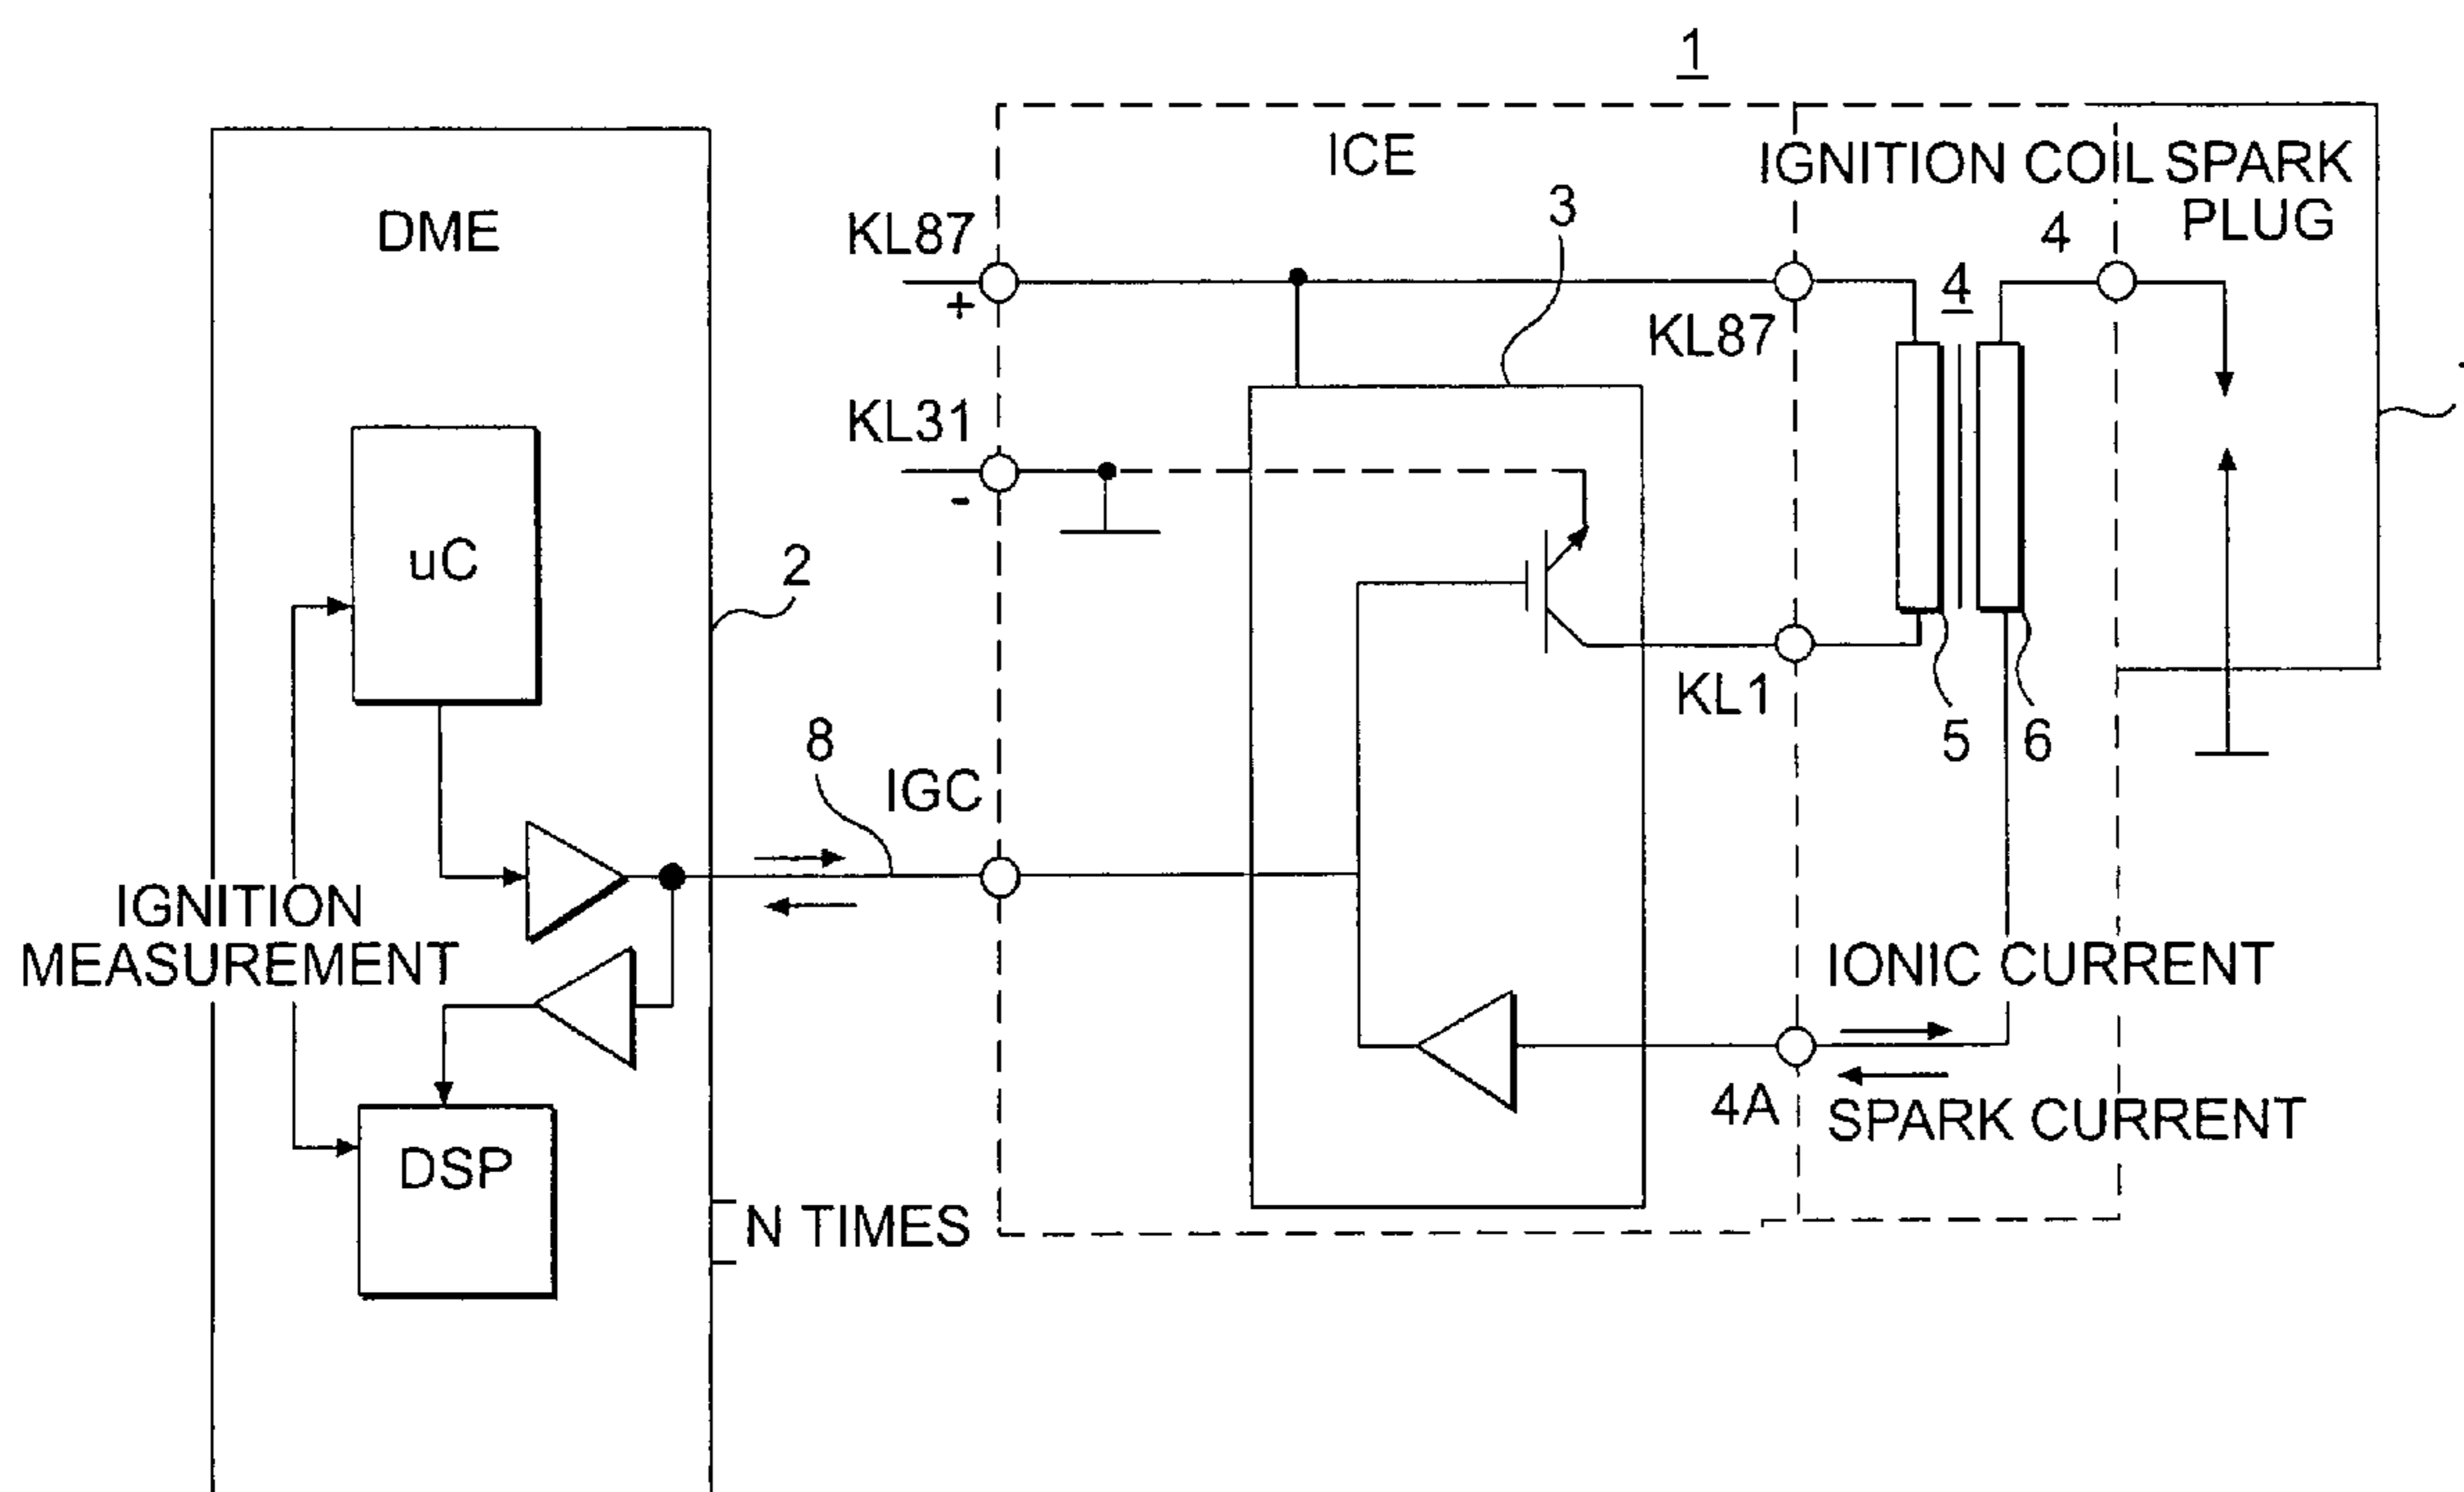 1
DME
ICE
IGNITION COIL
SPARK
PLUG
KL87
+
3
4
4
KL87
KL31
-
uC
2
KL1
5
6
8
IGC
IGNITION
MEASUREMENT
IONIC CURRENT
4A
SPARK CURRENT
DSP
N TIMES